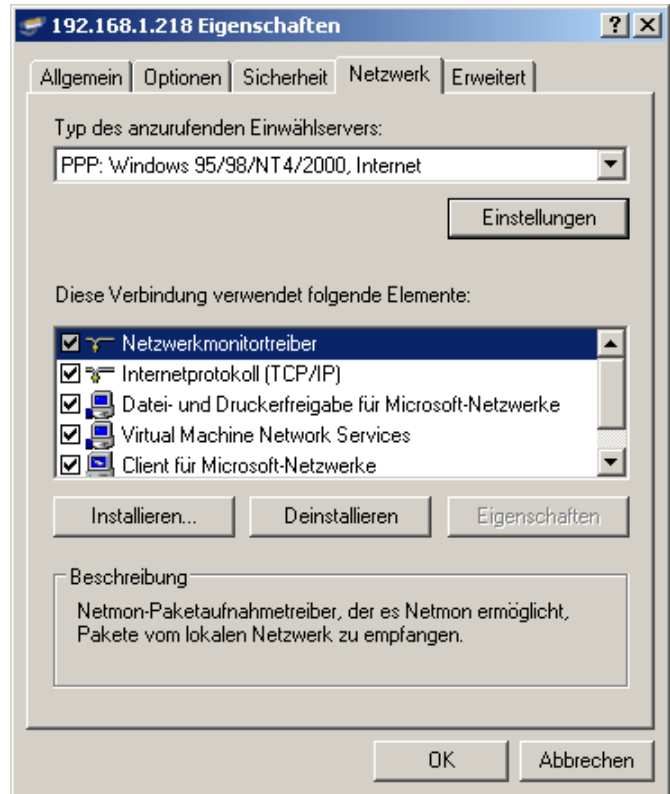 192.168.1.218 Eigenschaften
Allgemein Optionen Sicherheit Netzwerk Erweitert
Typ des anzurufenden Einwählservers:
PPP: Windows 95/98/NT4/2000, Internet
Einstellungen
Diese Verbindung verwendet folgende Elemente:
Netzwerkmonitortreiber
Internetprotokoll (TCP/IP)
Datei- und Druckerfreigabe für Microsoft-Netzwerke
Virtual Machine Network Services
Client für Microsoft-Netzwerke
Installieren... Deinstallieren Eigenschaften
Beschreibung
Netmon-Paketaufnahmetreiber, der es Netmon ermöglicht,
Pakete vom lokalen Netzwerk zu empfangen.
OK Abbrechen